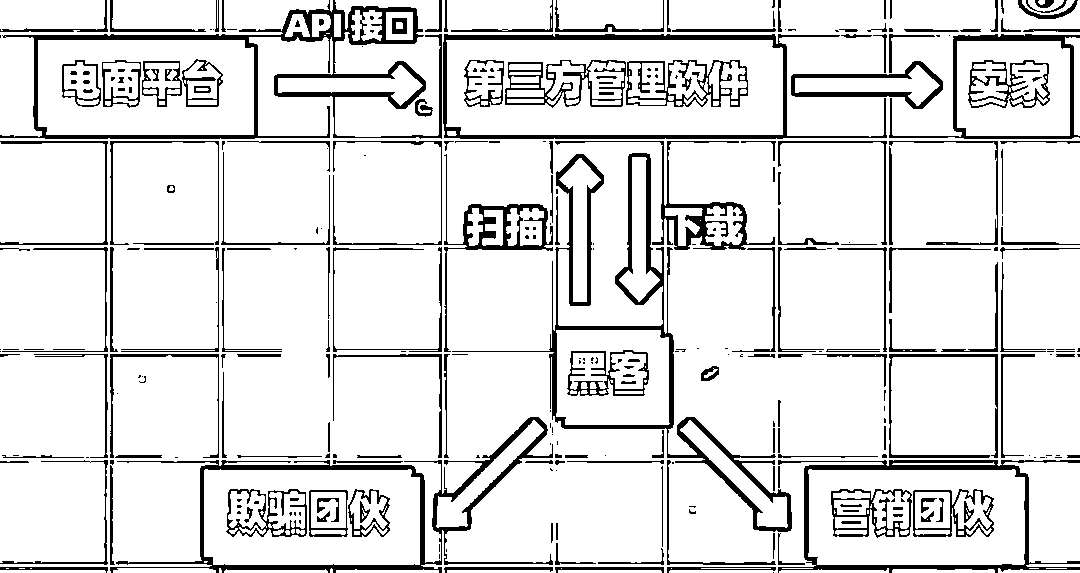 API 接口
电商平台
第三方管理软件
卖家
扫描
下载
黑客
欺骗团伙
营销团伙